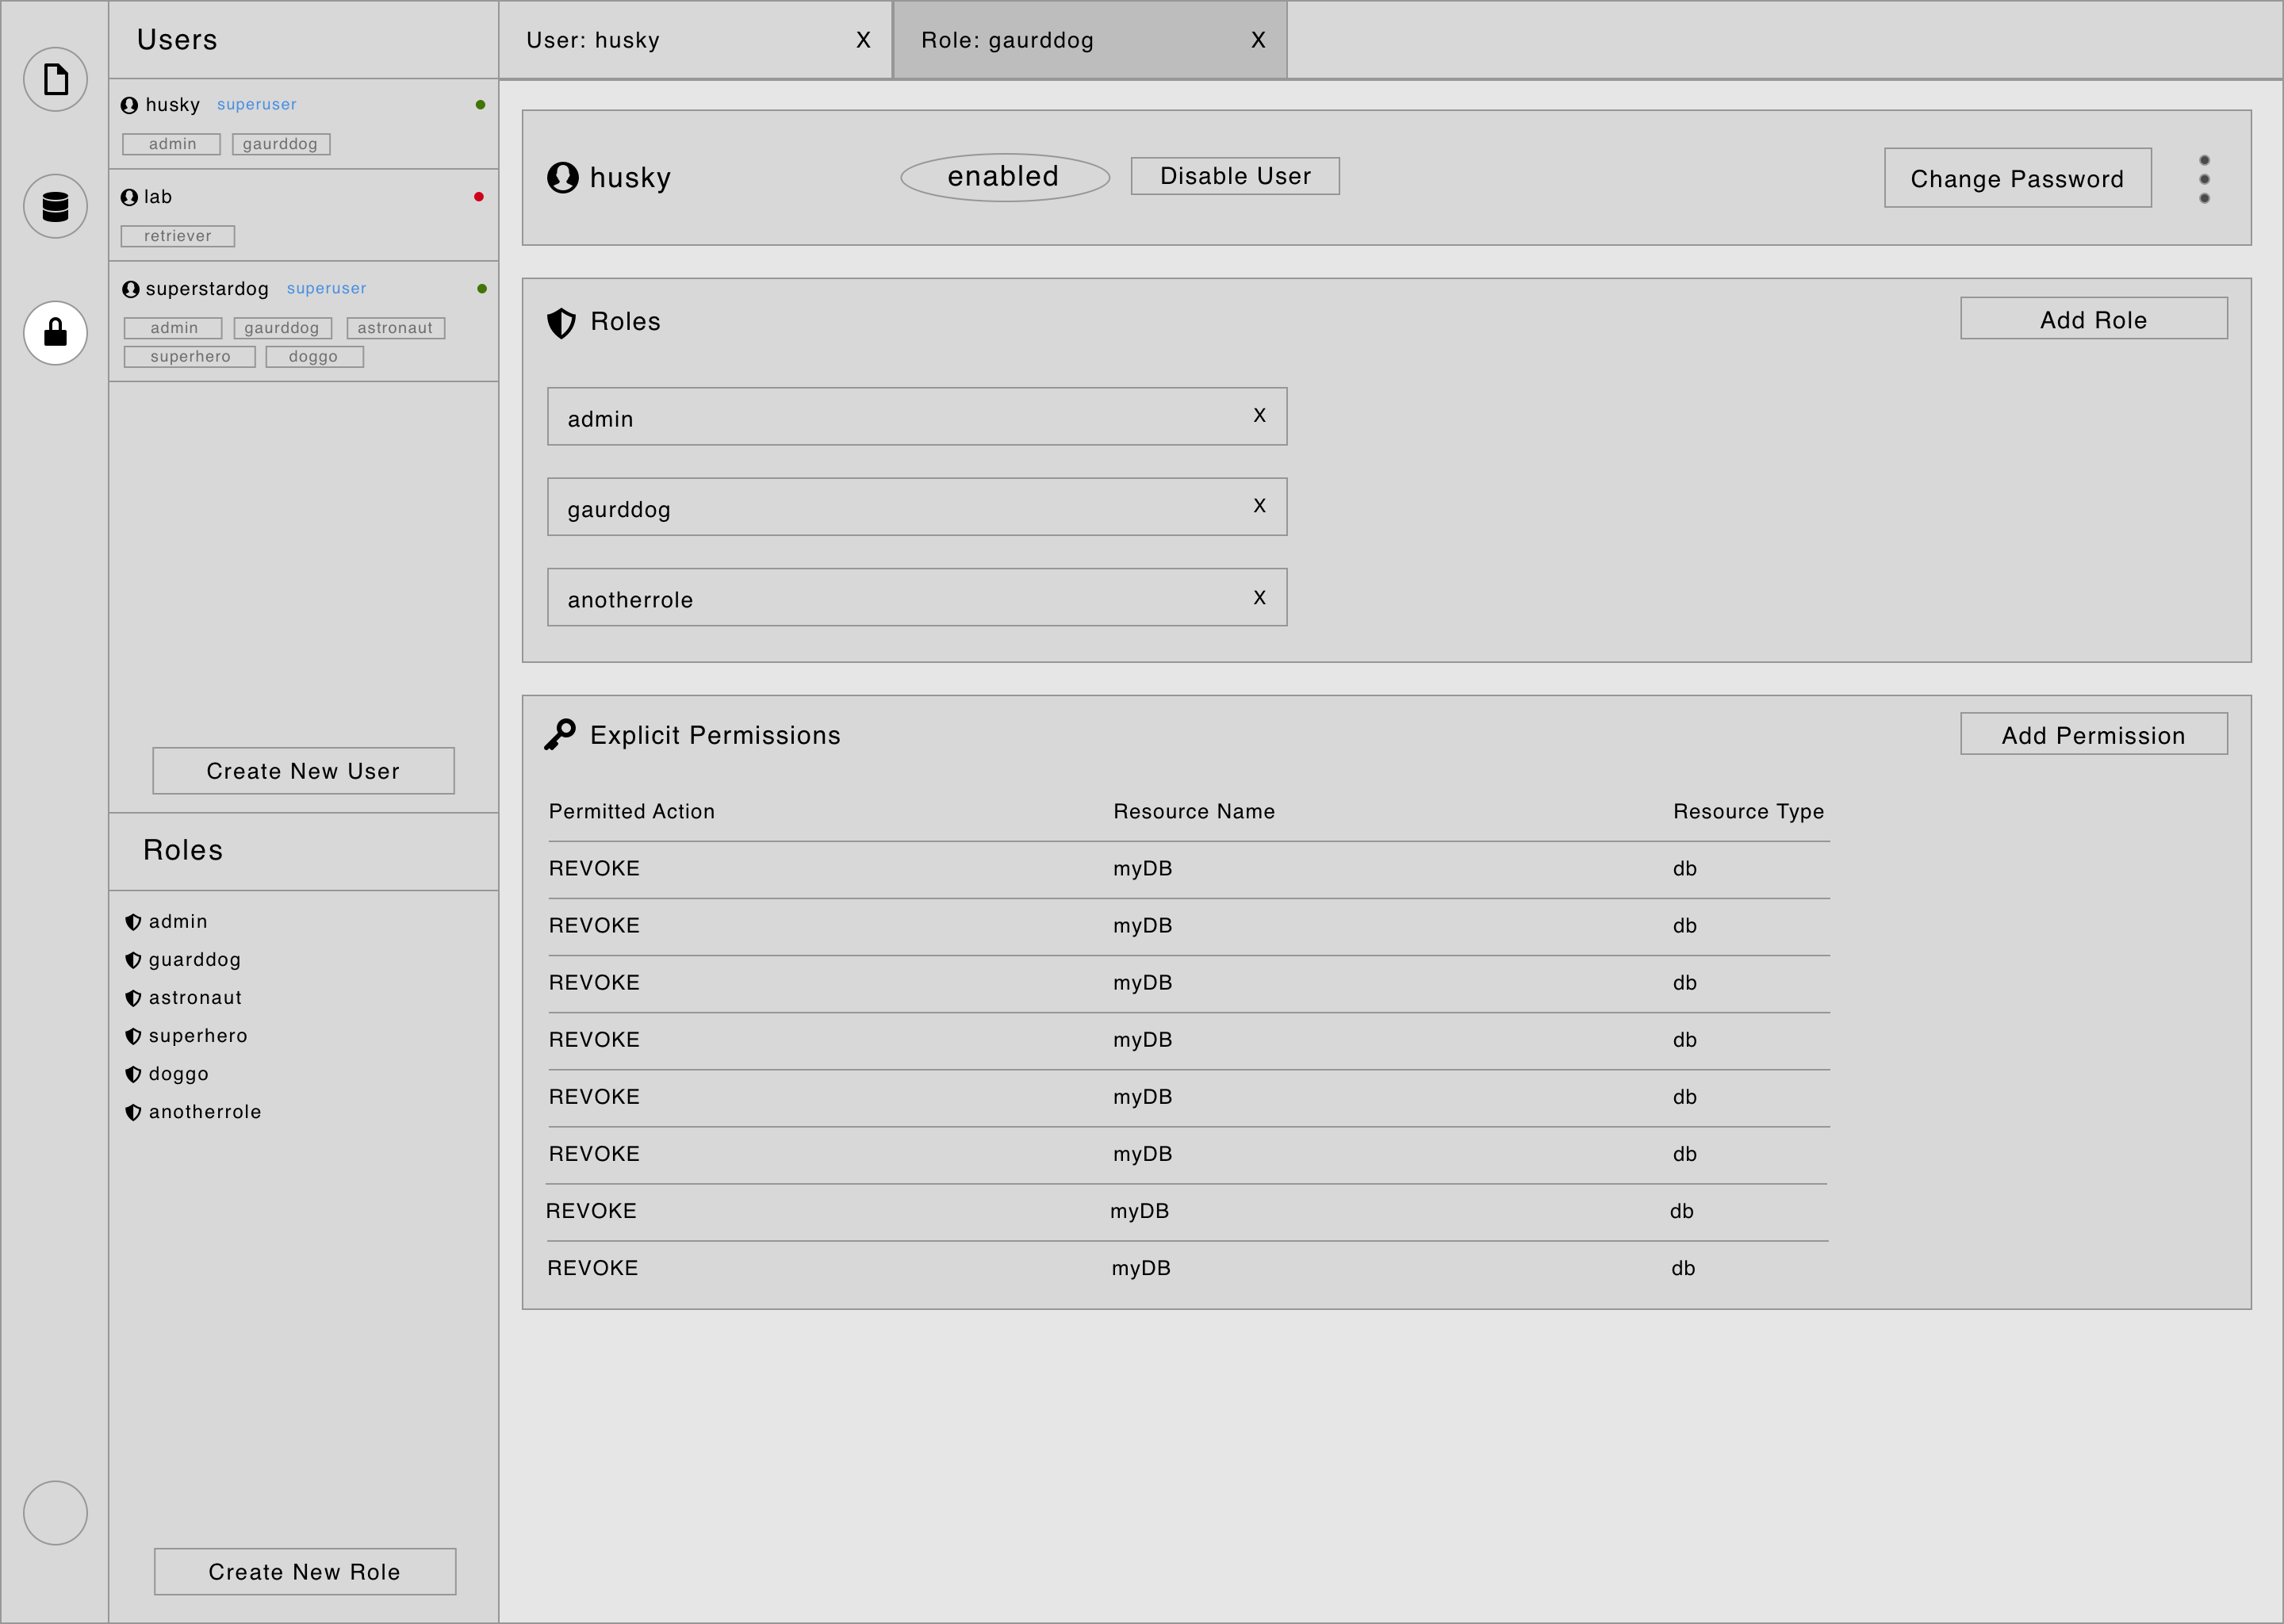 Users
husky superuser
admin gaurddog
lab
retriever
superstardog superuser
admin gaurddog astronaut
superhero doggo
Create New User
Roles
admin
guarddog
astronaut
superhero
doggo
anotherrole
Create New Role
User: husky X Role: gaurddog X
husky enabled Disable User Change Password
Roles Add Role
admin X
gaurddog X
anotherrole X
Explicit Permissions Add Permission
Permitted Action Resource Name Resource Type
REVOKE myDB db
REVOKE myDB db
REVOKE myDB db
REVOKE myDB db
REVOKE myDB db
REVOKE myDB db
REVOKE myDB db
REVOKE myDB db